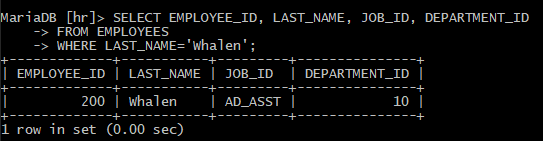 MariaDB [hr]> SELECT EMPLOYEE_ID, LAST_NAME, JOB_ID, DEPARTMENT_ID
    -> FROM EMPLOYEES
    -> WHERE LAST_NAME='Whalen';
+-------------+-----------+---------+---------------+
| EMPLOYEE_ID | LAST_NAME | JOB_ID  | DEPARTMENT_ID |
+-------------+-----------+---------+---------------+
|         200 | Whalen    | AD_ASST |            10 |
+-------------+-----------+---------+---------------+
1 row in set (0.00 sec)